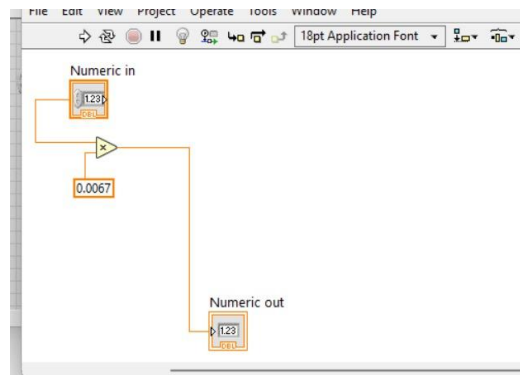 File Edit View Project Operate Tools Window Help
18pt Application Font
Numeric in
1.23
DBL
×
0.0067
Numeric out
1.23
DBL